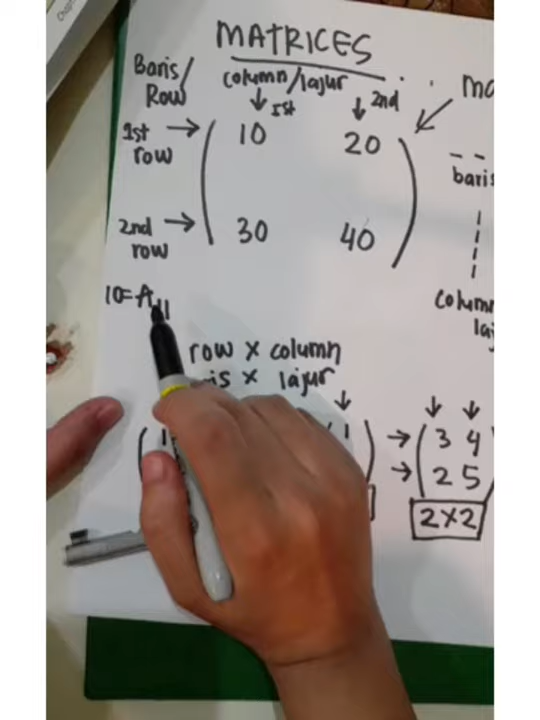 MATRICES
Baris/
Row
column/lajur
1st
2nd
1st
row
10 20
2nd
row
30 40
baris
10=A11
row x column
x lajur
3 4
2 5
2x2